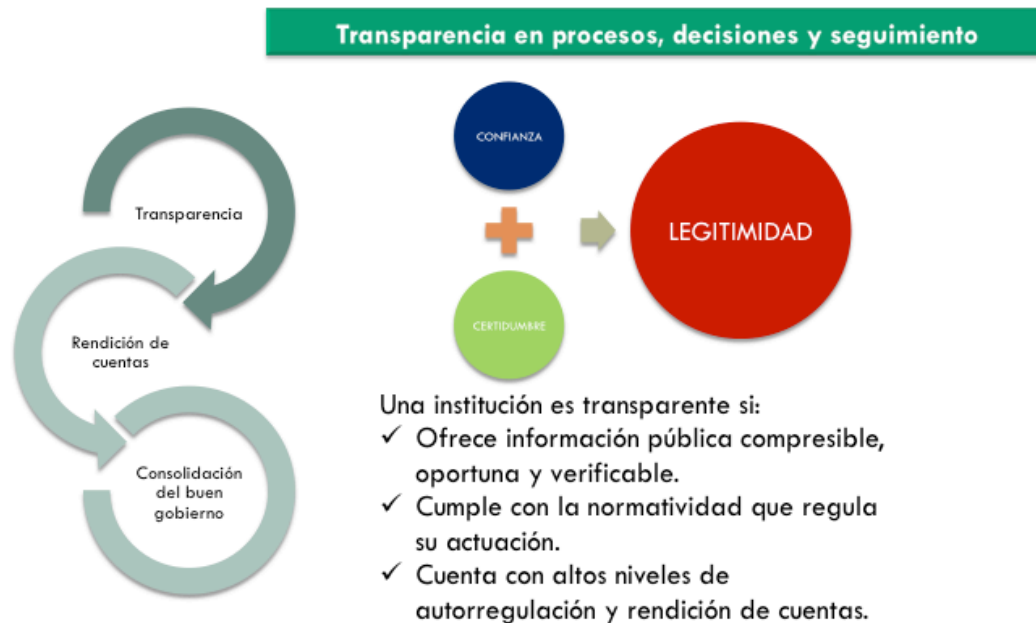 Transparencia en procesos, decisiones y seguimiento
Transparencia
Rendición de
cuentas
Consolidación
del buen
gobierno
CONFIANZA
CERTIDUMBRE
LEGITIMIDAD
Una institución es transparente si:
✓ Ofrece información pública compresible,
oportuna y verificable.
✓ Cumple con la normatividad que regula
su actuación.
✓ Cuenta con altos niveles de
autorregulación y rendición de cuentas.